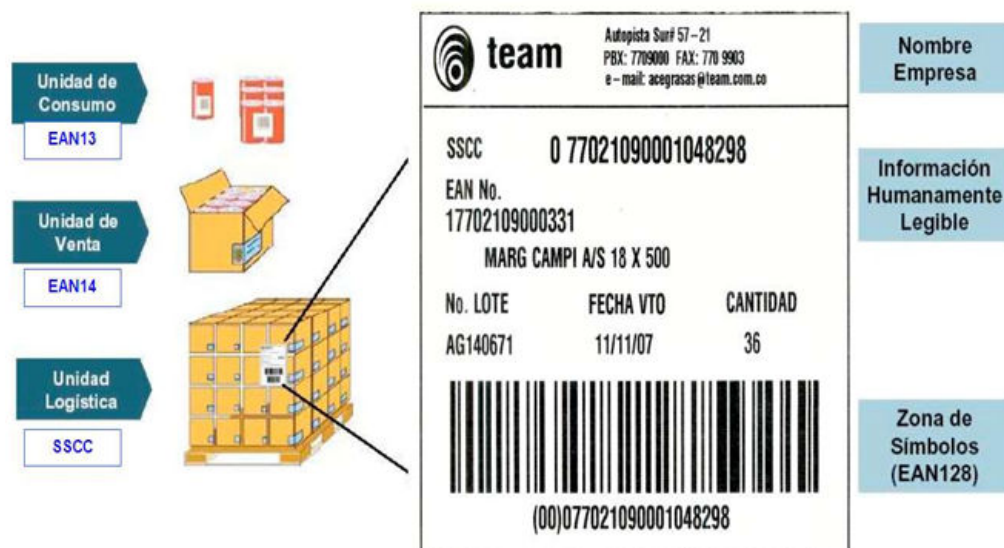 Unidad de
Consumo
EAN13
Unidad de
Venta
EAN14
Unidad
Logística
SSCC
team
Autopista Sur# 57-21
PBX: 7709000 FAX: 770 9903
e-mail: acegrasas@team.com.co
SSCC 0 77021090001048298
EAN No.
17702109000331
MARG CAMPI A/S 18 X 500
No. LOTE FECHA VTO CANTIDAD
AG140671 11/11/07 36
(00)077021090001048298
Nombre
Empresa
Información
Humanamente
Legible
Zona de
Símbolos
(EAN128)